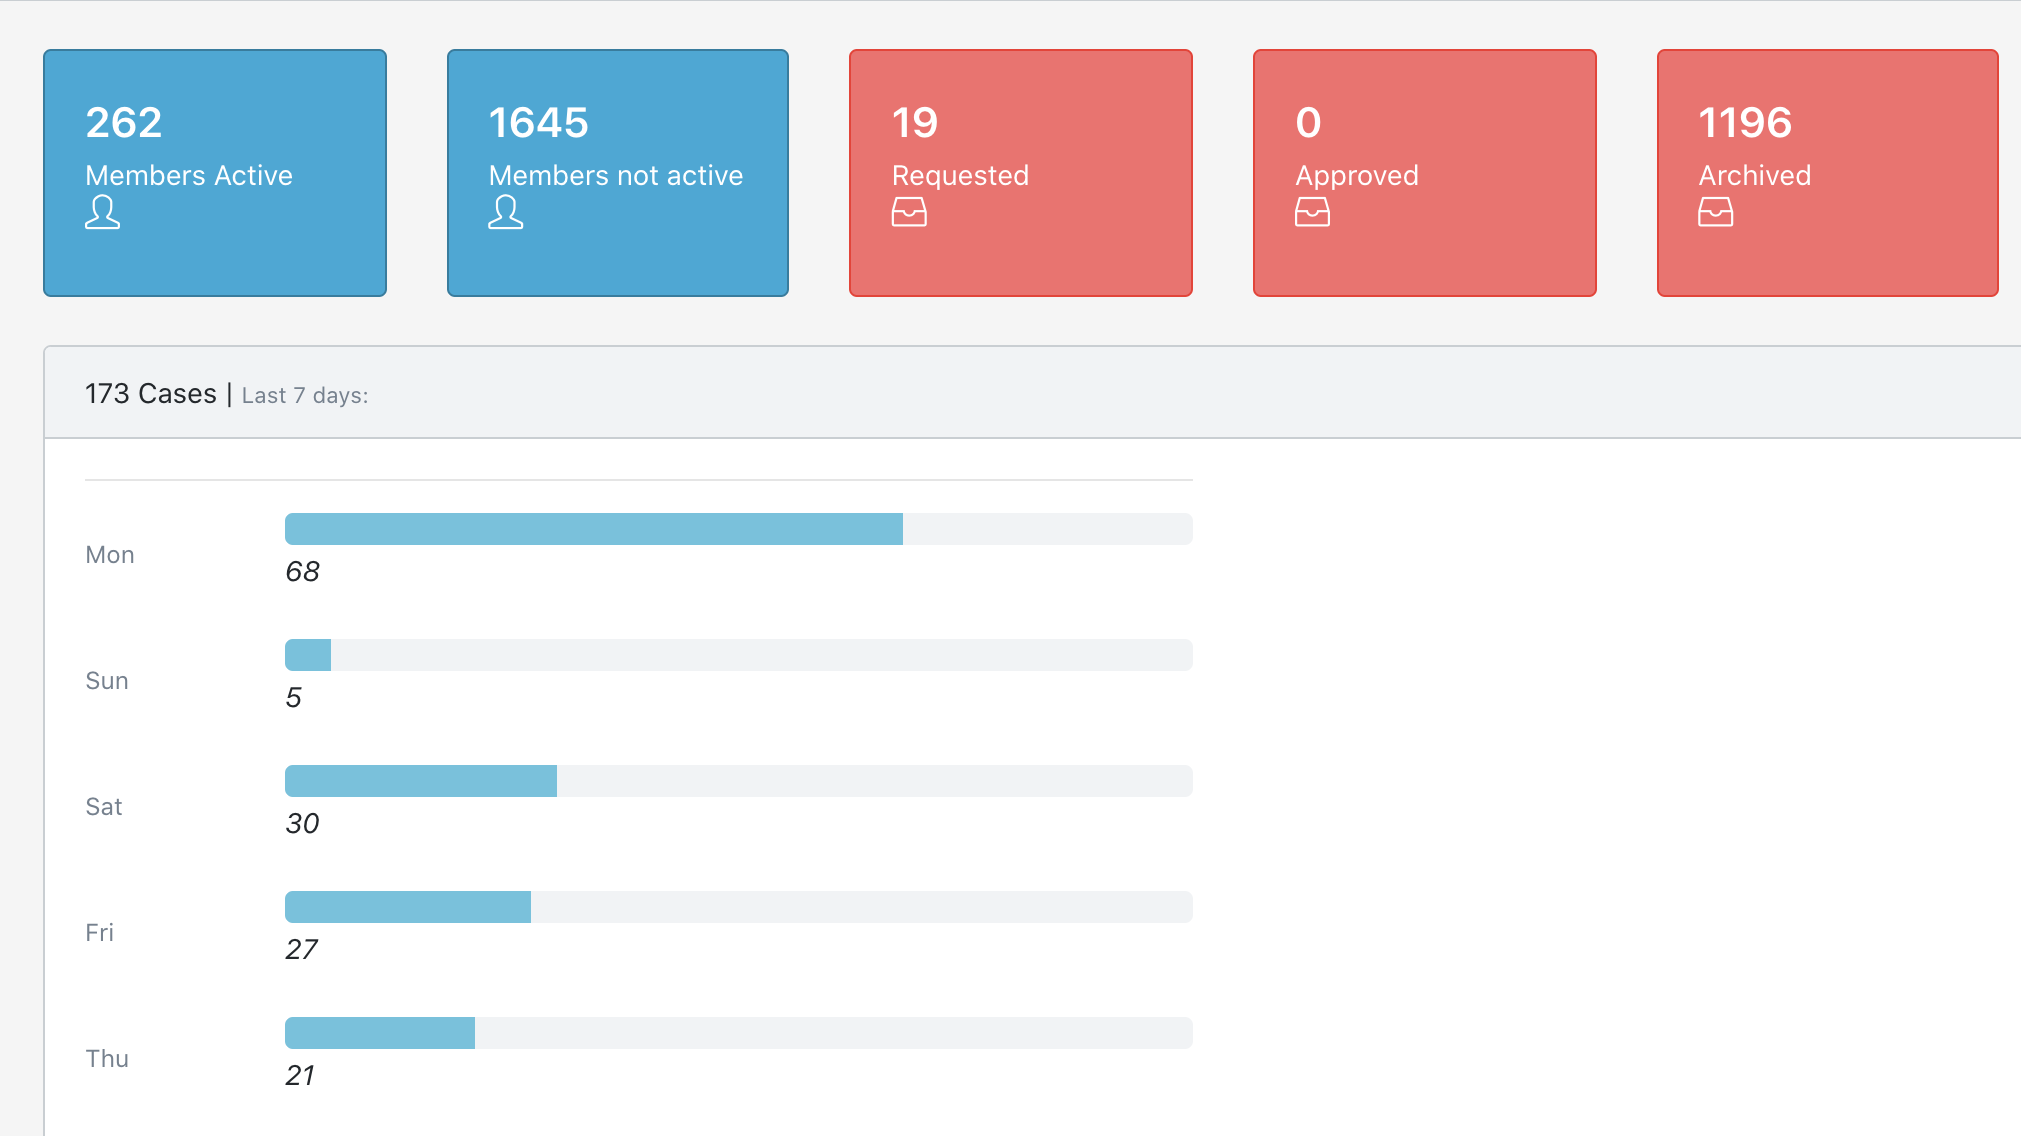 262
Members Active
1645
Members not active
19
Requested
0
Approved
1196
Archived
173 Cases | Last 7 days:
Mon
68
Sun
5
Sat
30
Fri
27
Thu
21